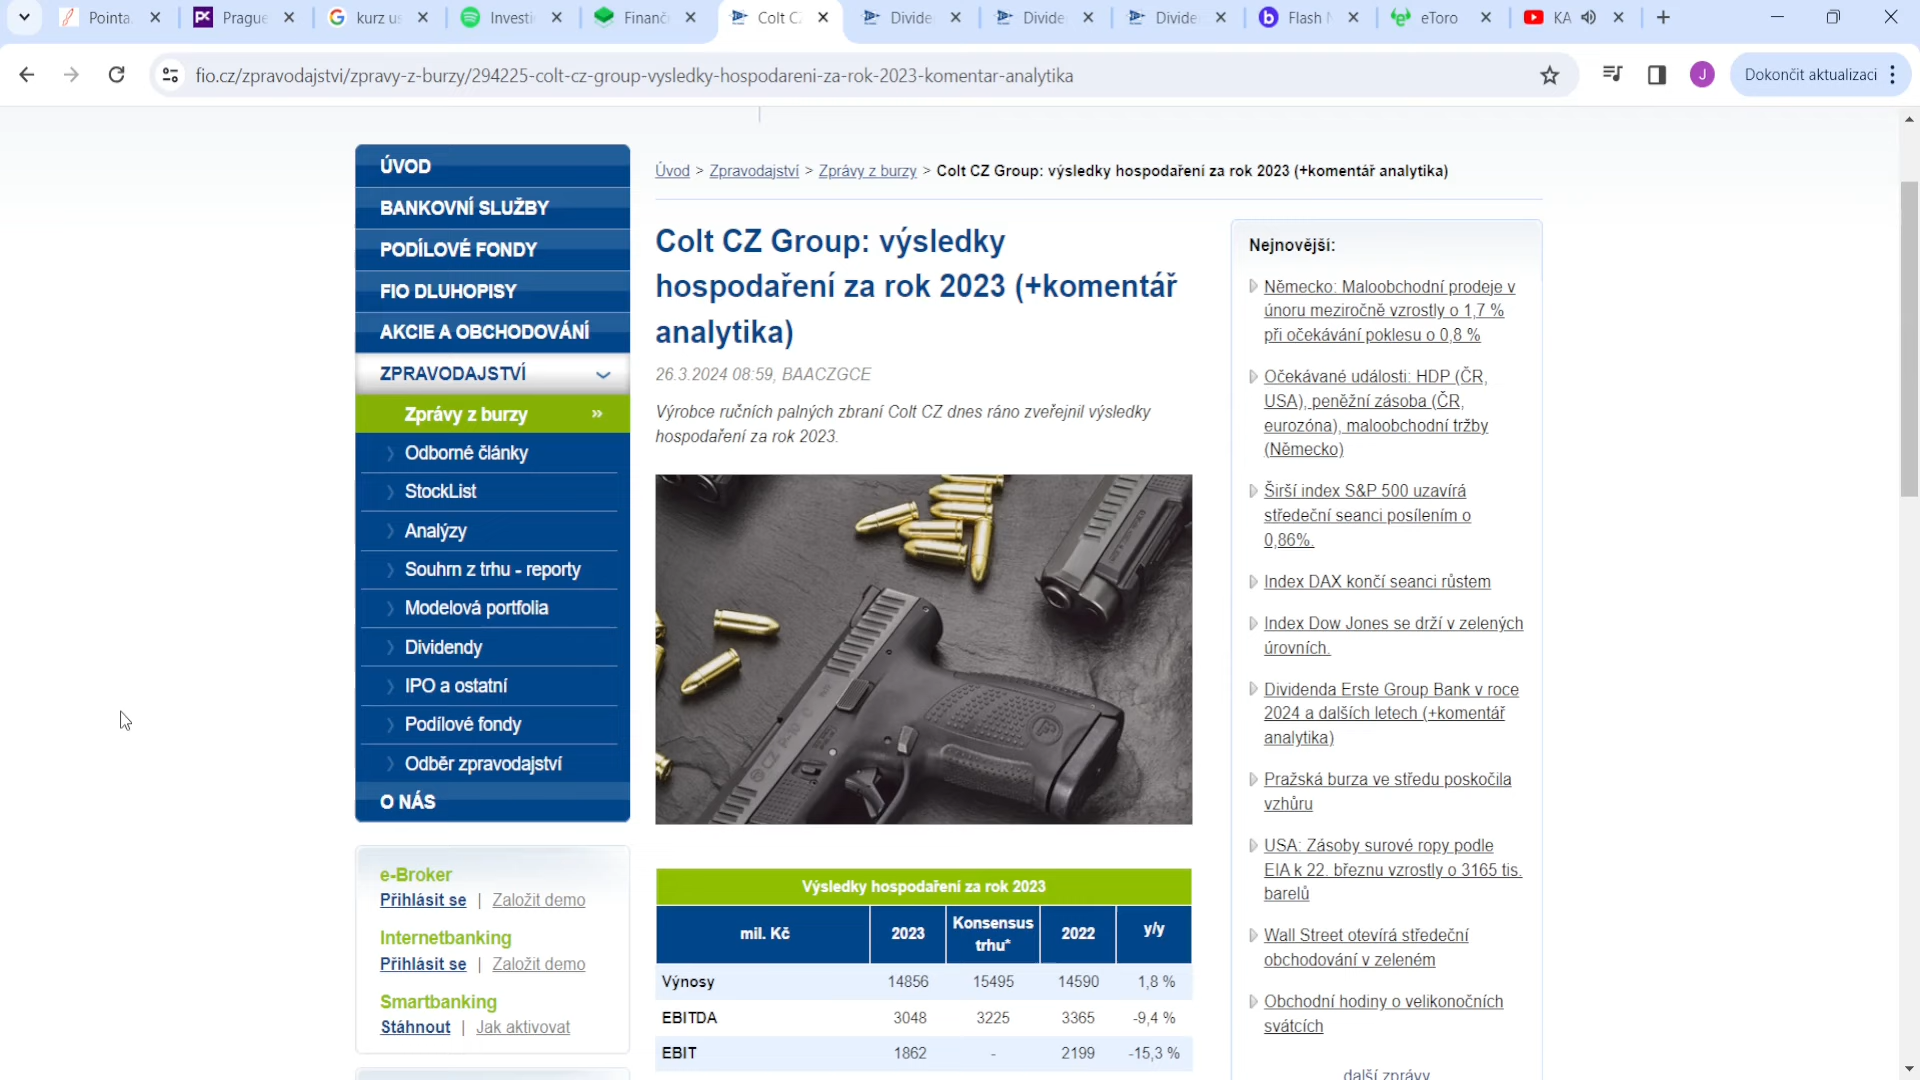 Pointa
Prague
kurz us
Investi
Finanč
Colt C
Divide
Divide
Divide
Flash
eToro
KA
fio.cz/zpravodajstvi/zpravy-z-burzy/294225-colt-cz-group-vysledky-hospodareni-za-rok-2023-komentar-analytika
J
Dokončit aktualizaci
ÚVOD
BANKOVNÍ SLUŽBY
PODÍLOVÉ FONDY
FIO DLUHOPISY
AKCIE A OBCHODOVÁNÍ
ZPRAVODAJSTVÍ
Zprávy z burzy »
Odborné články
StockList
Analýzy
Souhrn z trhu - reporty
Modelová portfolia
Dividendy
IPO a ostatní
Podílové fondy
Odběr zpravodajství
O NÁS
e-Broker
Přihlásit se | Založit demo
Internetbanking
Přihlásit se | Založit demo
Smartbanking
Stáhnout | Jak aktivovat
Úvod > Zpravodajství > Zprávy z burzy > Colt CZ Group: výsledky hospodaření za rok 2023 (+komentář analytika)
Colt CZ Group: výsledky
hospodaření za rok 2023 (+komentář
analytika)
26.3.2024 08:59, BAACZGCE
Výrobce ručních palných zbraní Colt CZ dnes ráno zveřejnil výsledky
hospodaření za rok 2023.
Výsledky hospodaření za rok 2023
mil. Kč 2023 Konsensus trhu* 2022 y/y
Výnosy 14856 15495 14590 1,8 %
EBITDA 3048 3225 3365 -9,4 %
EBIT 1862 - 2199 -15,3 %
Nejnovější:
Německo: Maloobchodní prodeje v
únoru meziročně vzrostly o 1,7 %
při očekávání poklesu o 0,8 %
Očekávané události: HDP (ČR,
USA), peněžní zásoba (ČR,
eurozóna), maloobchodní tržby
(Německo)
Širší index S&P 500 uzavírá
středeční seanci posílením o
0,86%.
Index DAX končí seanci růstem
Index Dow Jones se drží v zelených
úrovních.
Dividenda Erste Group Bank v roce
2024 a dalších letech (+komentář
analytika)
Pražská burza ve středu poskočila
vzhůru
USA: Zásoby surové ropy podle
EIA k 22. březnu vzrostly o 3165 tis.
barelů
Wall Street otevírá středeční
obchodování v zeleném
Obchodní hodiny o velikonočních
svátcích
další zprávy